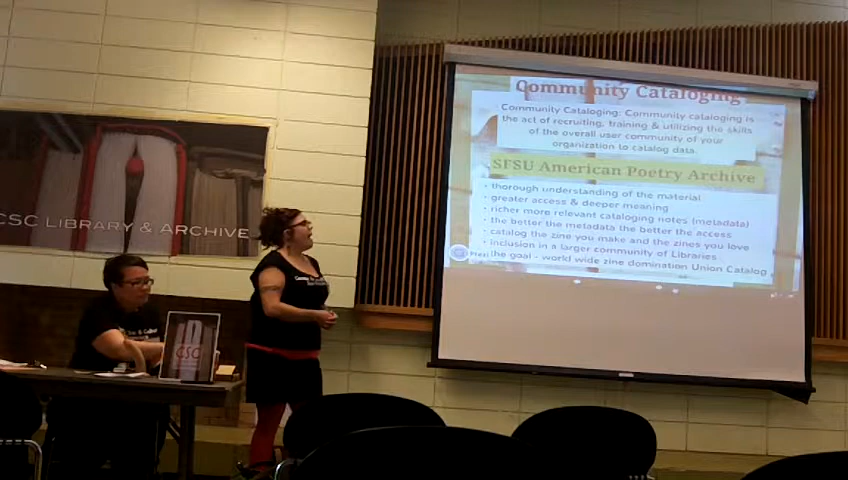 Community Cataloging
Community Cataloging: Community cataloging is
the act of recruiting, training & utilizing the skills
of the overall user community of your
organization to catalog data.
SFSU American Poetry Archive
• thorough understanding of the material
• greater access & deeper meaning
• richer more relevant cataloging notes (metadata)
• the better the metadata the better the access
• catalog the zine you make and the zines you love
• inclusion in a larger community of Libraries
• the goal - world wide zine domination Union Catalog
Prezi
CSC LIBRARY & ARCHIVE
CSC